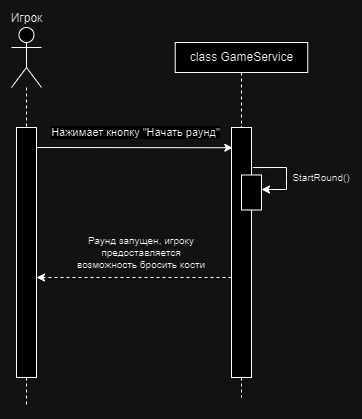 Игрок
class GameService
Нажимает кнопку "Начать раунд"
StartRound()
Раунд запущен, игроку
предоставляется
возможность бросить кости